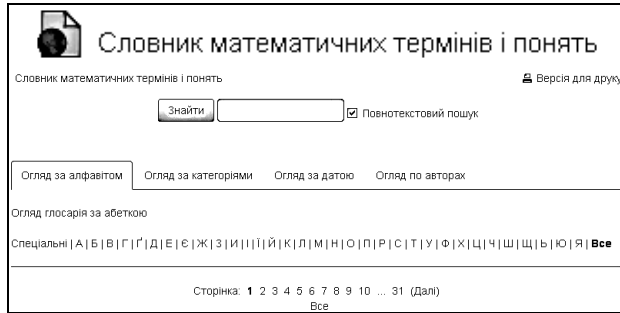 Словник математичних термінів і понять
Словник математичних термінів і понять
Версія для друку
Знайти
Повнотекстовий пошук
Огляд за алфавітом Огляд за категоріями Огляд за датою Огляд по авторах
Огляд глосарія за абеткою
Спеціальні | А | Б | В | Г | Ґ | Д | Е | Є | Ж | З | И | І | Ї | Й | К | Л | М | Н | О | П | Р | С | Т | У | Ф | Х | Ц | Ч | Ш | Щ | Ь | Ю | Я | Все
Сторінка: 1 2 3 4 5 6 7 8 9 10 ... 31 (Далі)
Все